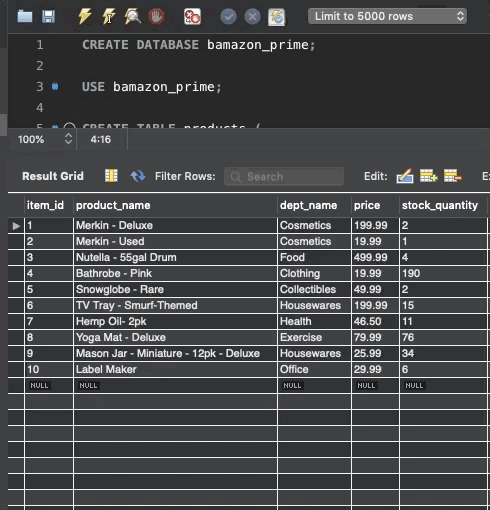 Limit to 5000 rows
1 CREATE DATABASE bamazon_prime;
2
3 USE bamazon_prime;
4
5 CREATE TABLE products (
100% 4:16
Result Grid Filter Rows: Search Edit:
item_id product_name dept_name price stock_quantity
1 Merkin - Deluxe Cosmetics 199.99 2
2 Merkin - Used Cosmetics 19.99 1
3 Nutella - 55gal Drum Food 499.99 4
4 Bathrobe - Pink Clothing 19.99 190
5 Snowglobe - Rare Collectibles 49.99 2
6 TV Tray - Smurf-Themed Housewares 199.99 15
7 Hemp Oil- 2pk Health 46.50 11
8 Yoga Mat - Deluxe Exercise 79.99 76
9 Mason Jar - Miniature - 12pk - Deluxe Housewares 25.99 34
10 Label Maker Office 29.99 6
NULL NULL NULL NULL NULL